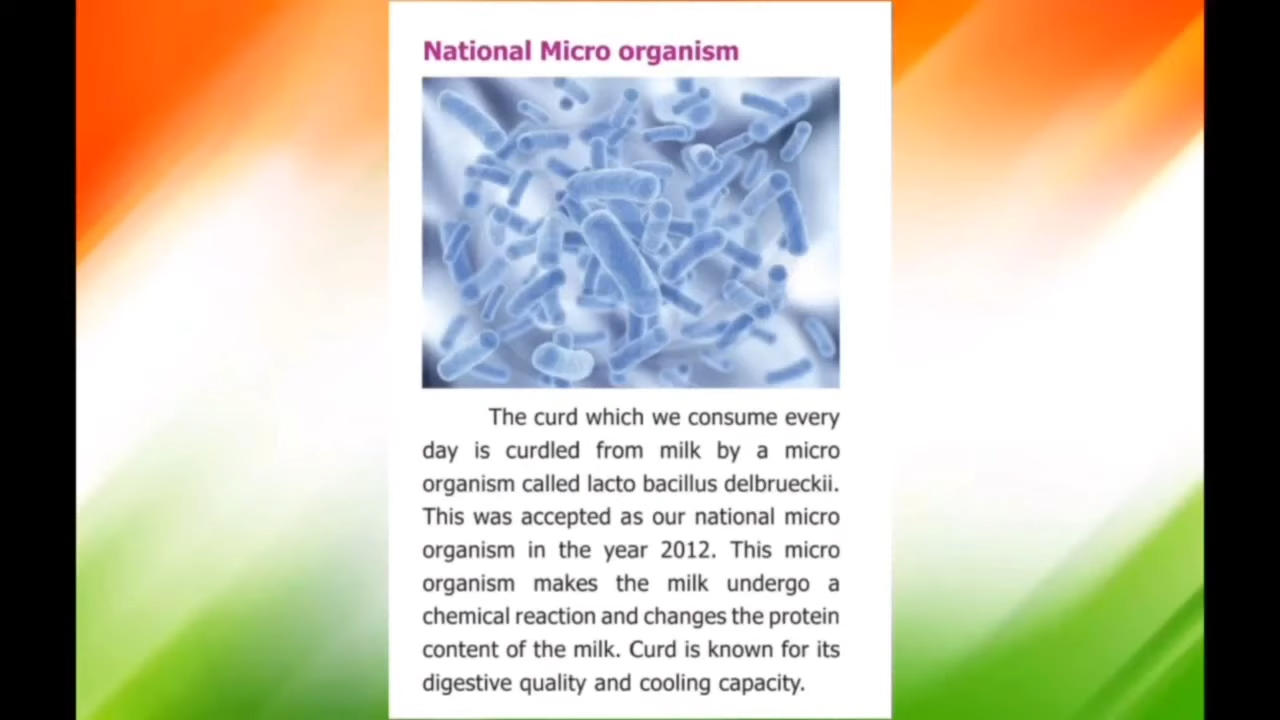 National Micro organism
The curd which we consume every
day is curdled from milk by a micro
organism called lacto bacillus delbrueckii.
This was accepted as our national micro
organism in the year 2012. This micro
organism makes the milk undergo a
chemical reaction and changes the protein
content of the milk. Curd is known for its
digestive quality and cooling capacity.